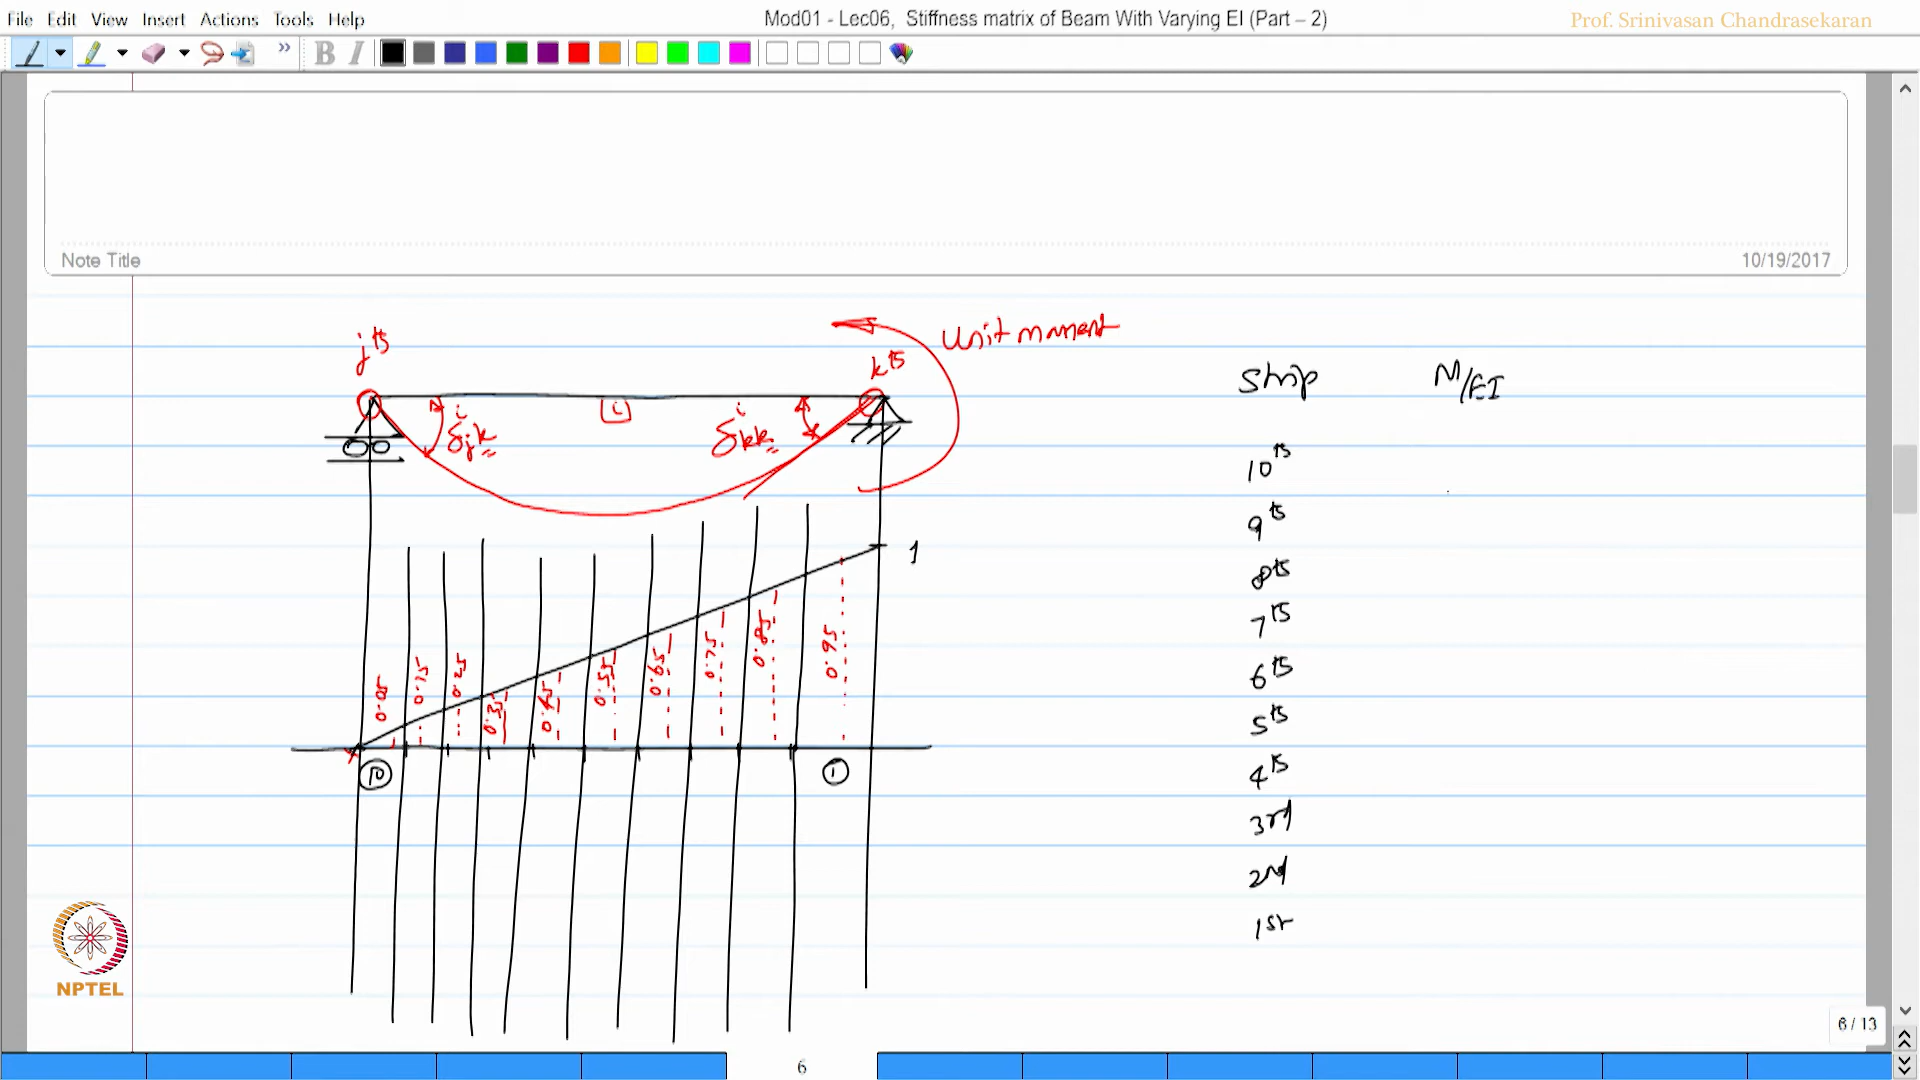 File Edit View Insert Actions Tools Help
Mod01 - Lec06, Stiffness matrix of Beam With Varying EI (Part – 2)
Prof. Srinivasan Chandrasekaran
B I
Note Title
10/19/2017
jth
kth
Unit moment
i
δjk i
δkk i
1
0.05 0.15 0.25 0.35 0.45 0.55 0.65 0.75 0.85 0.95
10
1
Strip M/EI
10th
9th
8th
7th
6th
5th
4th
3rd
2nd
1st
NPTEL
6 / 13
6